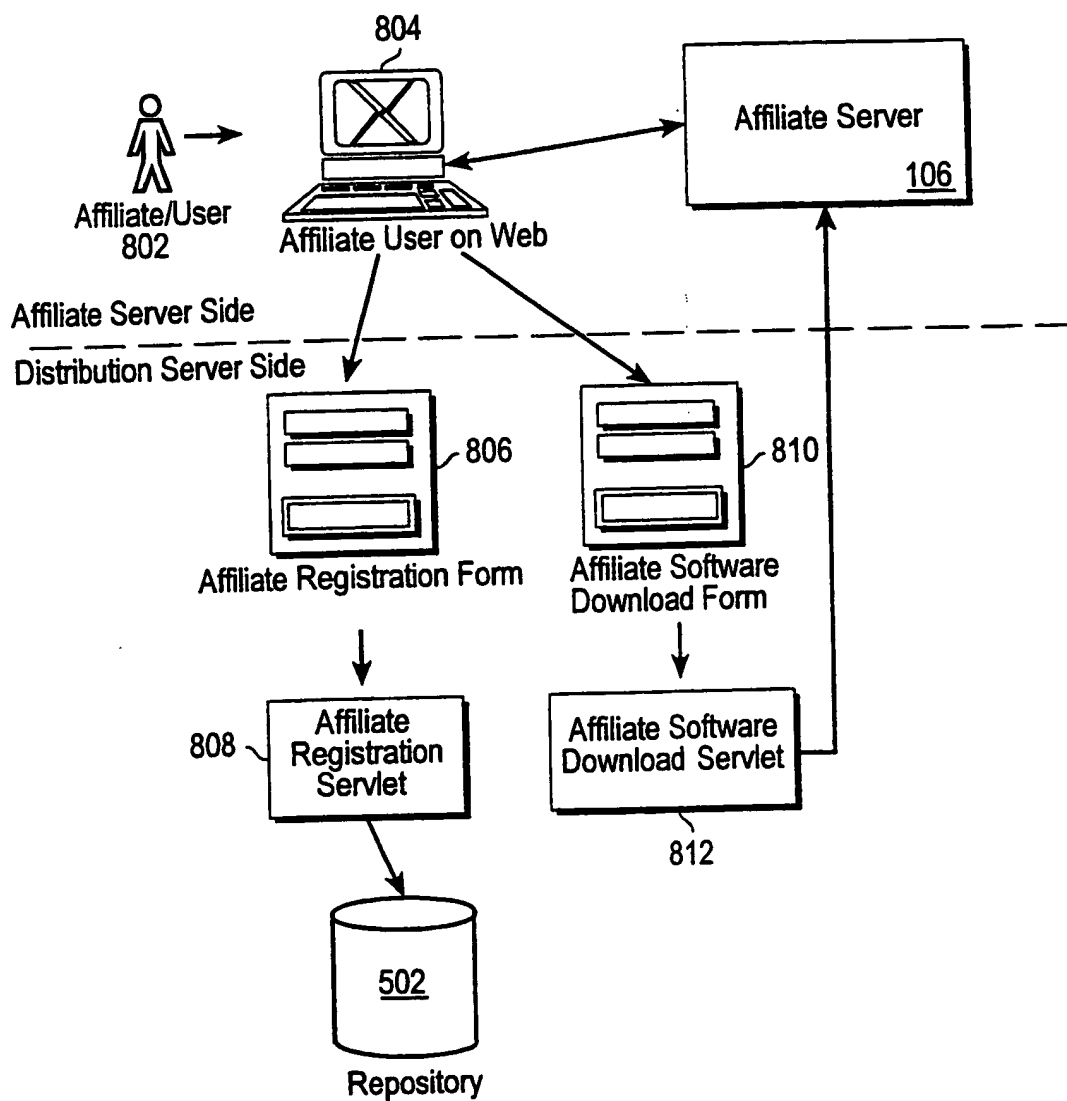 804
Affiliate Server
106
Affiliate/User
802
Affiliate User on Web
Affiliate Server Side
Distribution Server Side
806
810
Affiliate Registration Form
Affiliate Software
Download Form
808
Affiliate
Registration
Servlet
Affiliate Software
Download Servlet
812
502
Repository